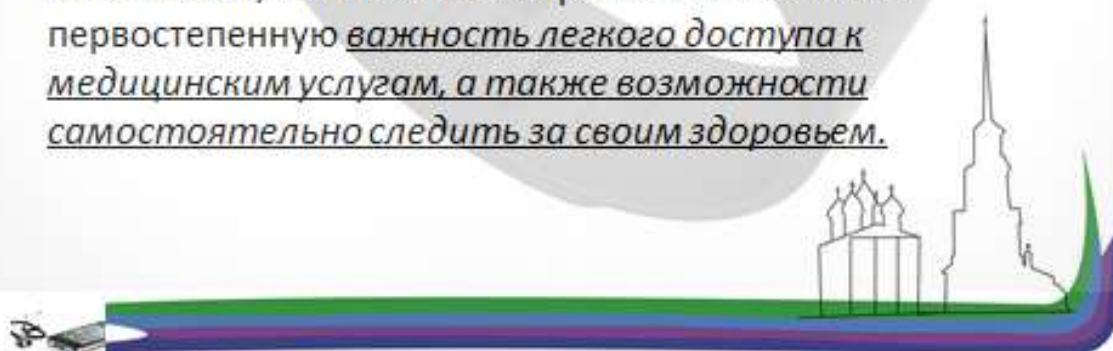 первостепенную важность легкого доступа к
медицинским услугам, а также возможности
самостоятельно следить за своим здоровьем.